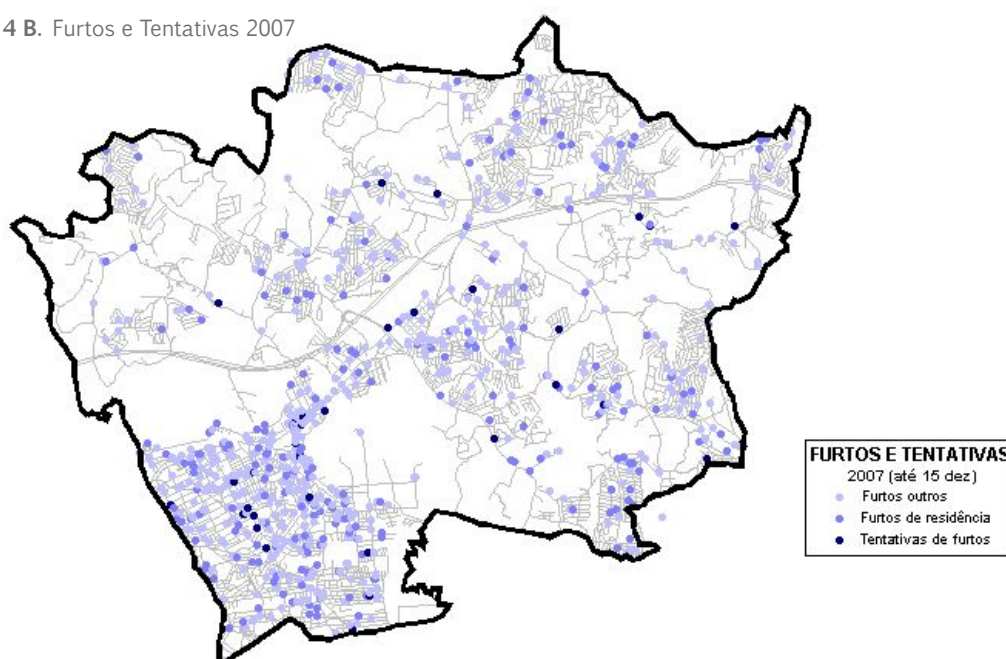 4 B. Furtos e Tentativas 2007
FURTOS E TENTATIVAS
2007 (até 15 dez)
Furtos outros
Furtos de residência
Tentativas de furtos